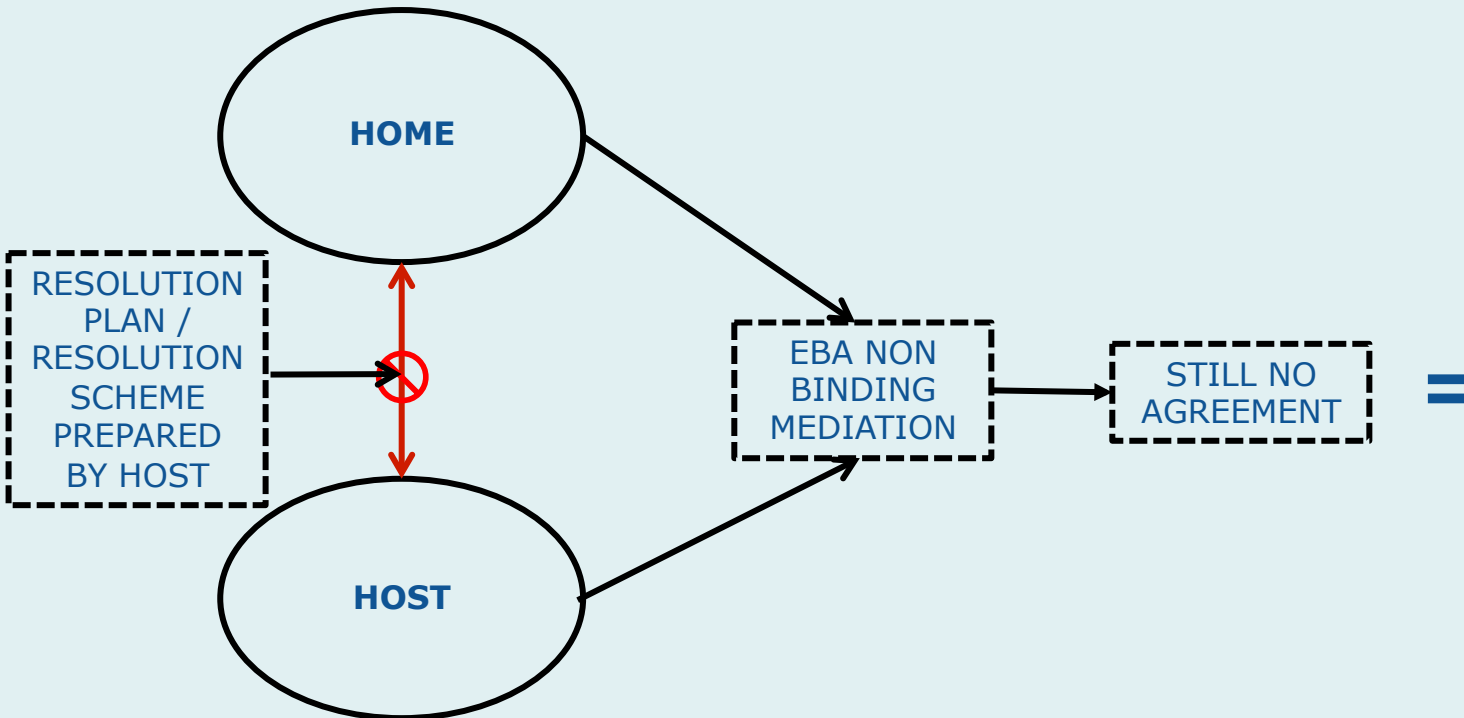 HOME
RESOLUTION
PLAN /
RESOLUTION
SCHEME
PREPARED
BY HOST
EBA NON
BINDING
MEDIATION
STILL NO
AGREEMENT
=
HOST